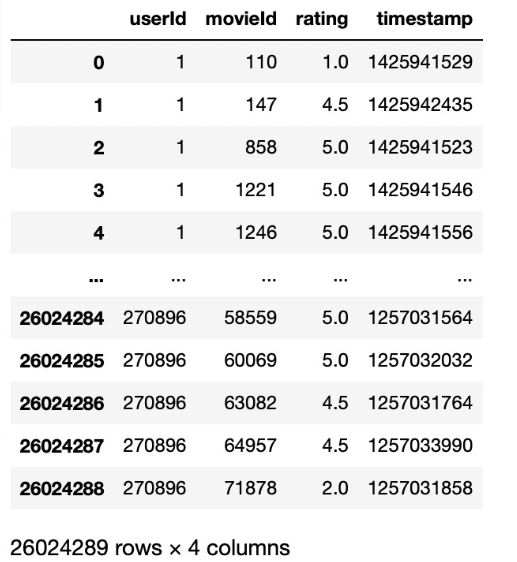 userId movieId rating timestamp
0 1 110 1.0 1425941529
1 1 147 4.5 1425942435
2 1 858 5.0 1425941523
3 1 1221 5.0 1425941546
4 1 1246 5.0 1425941556
... ... ... ... ...
26024284 270896 58559 5.0 1257031564
26024285 270896 60069 5.0 1257032032
26024286 270896 63082 4.5 1257031764
26024287 270896 64957 4.5 1257033990
26024288 270896 71878 2.0 1257031858
26024289 rows × 4 columns